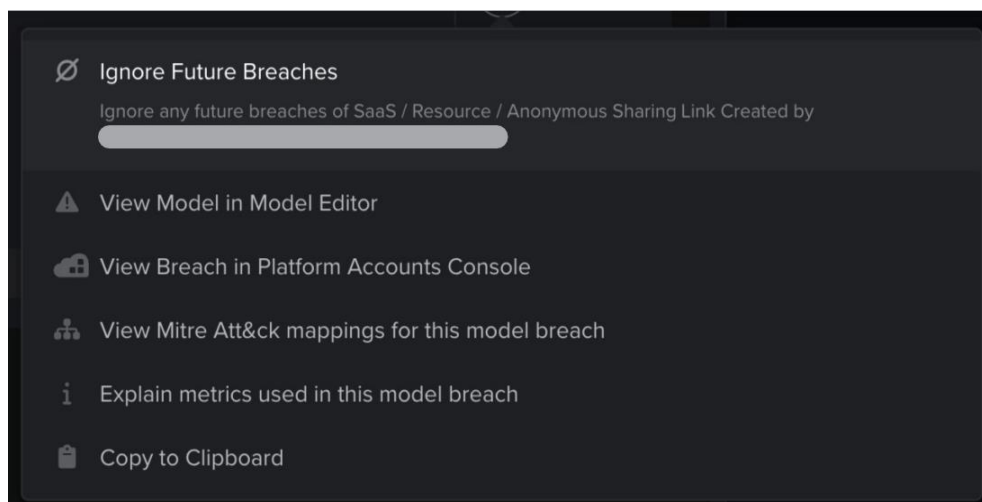 Ignore Future Breaches
Ignore any future breaches of SaaS / Resource / Anonymous Sharing Link Created by
View Model in Model Editor
View Breach in Platform Accounts Console
View Mitre Att&ck mappings for this model breach
Explain metrics used in this model breach
Copy to Clipboard